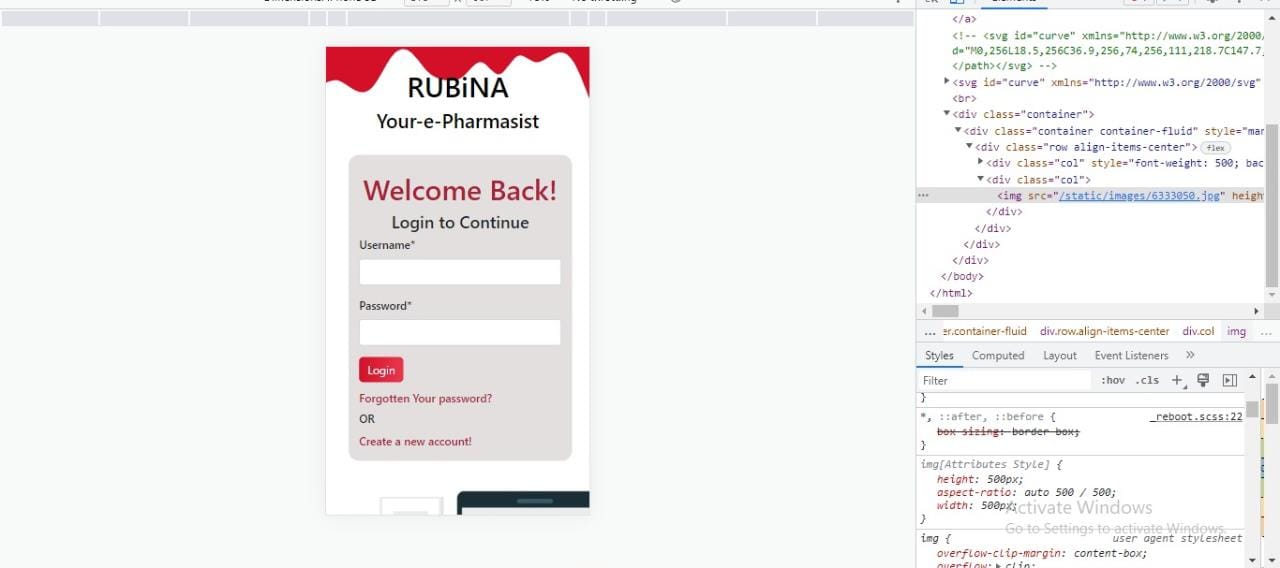 RUBiNA
Your-e-Pharmasist
Welcome Back!
Login to Continue
Username*
Password*
Login
Forgotten Your password?
OR
Create a new account!
</a>
<!-- <svg id="curve" xmlns="http://www.w3.org/2000/
d="M0,256L18.5,256C36.9,256,74,256,111,218.7C147.7,
</path></svg> -->
<svg id="curve" xmlns="http://www.w3.org/2000/svg"
<br>
<div class="container">
<div class="container container-fluid" style="mar
<div class="row align-items-center"> flex
<div class="col" style="font-weight: 500; bac
<div class="col">
... <img src="/static/images/6333050.jpg" heigh
</div>
</div>
</div>
</div>
</body>
</html>
... er.container-fluid div.row.align-items-center div.col img ...
Styles Computed Layout Event Listeners »
Filter :hov .cls +
}
*, ::after, ::before { _reboot.scss:22
box-sizing: border-box;
}
img[Attributes Style] {
height: 500px;
aspect-ratio: auto 500 / 500;
width: 500px;
}
Activate Windows
Go to Settings to activate Windows.
img { user agent stylesheet
overflow-clip-margin: content-box;
overflow: clip;